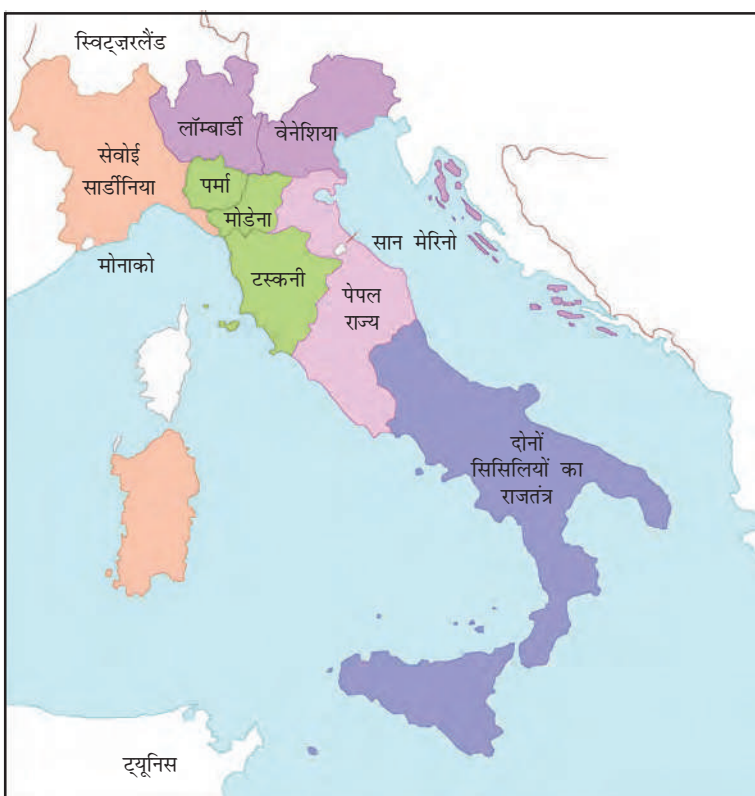 स्विट्ज़रलैंड
लॉम्बार्डी
वेनेशिया
सेवोई
सार्डीनिया
पर्मा
मोडेना
सान मेरिनो
मोनाको
टस्कनी
पेपल
राज्य
दोनों
सिसिलियों का
राजतंत्र
ट्यूनिस